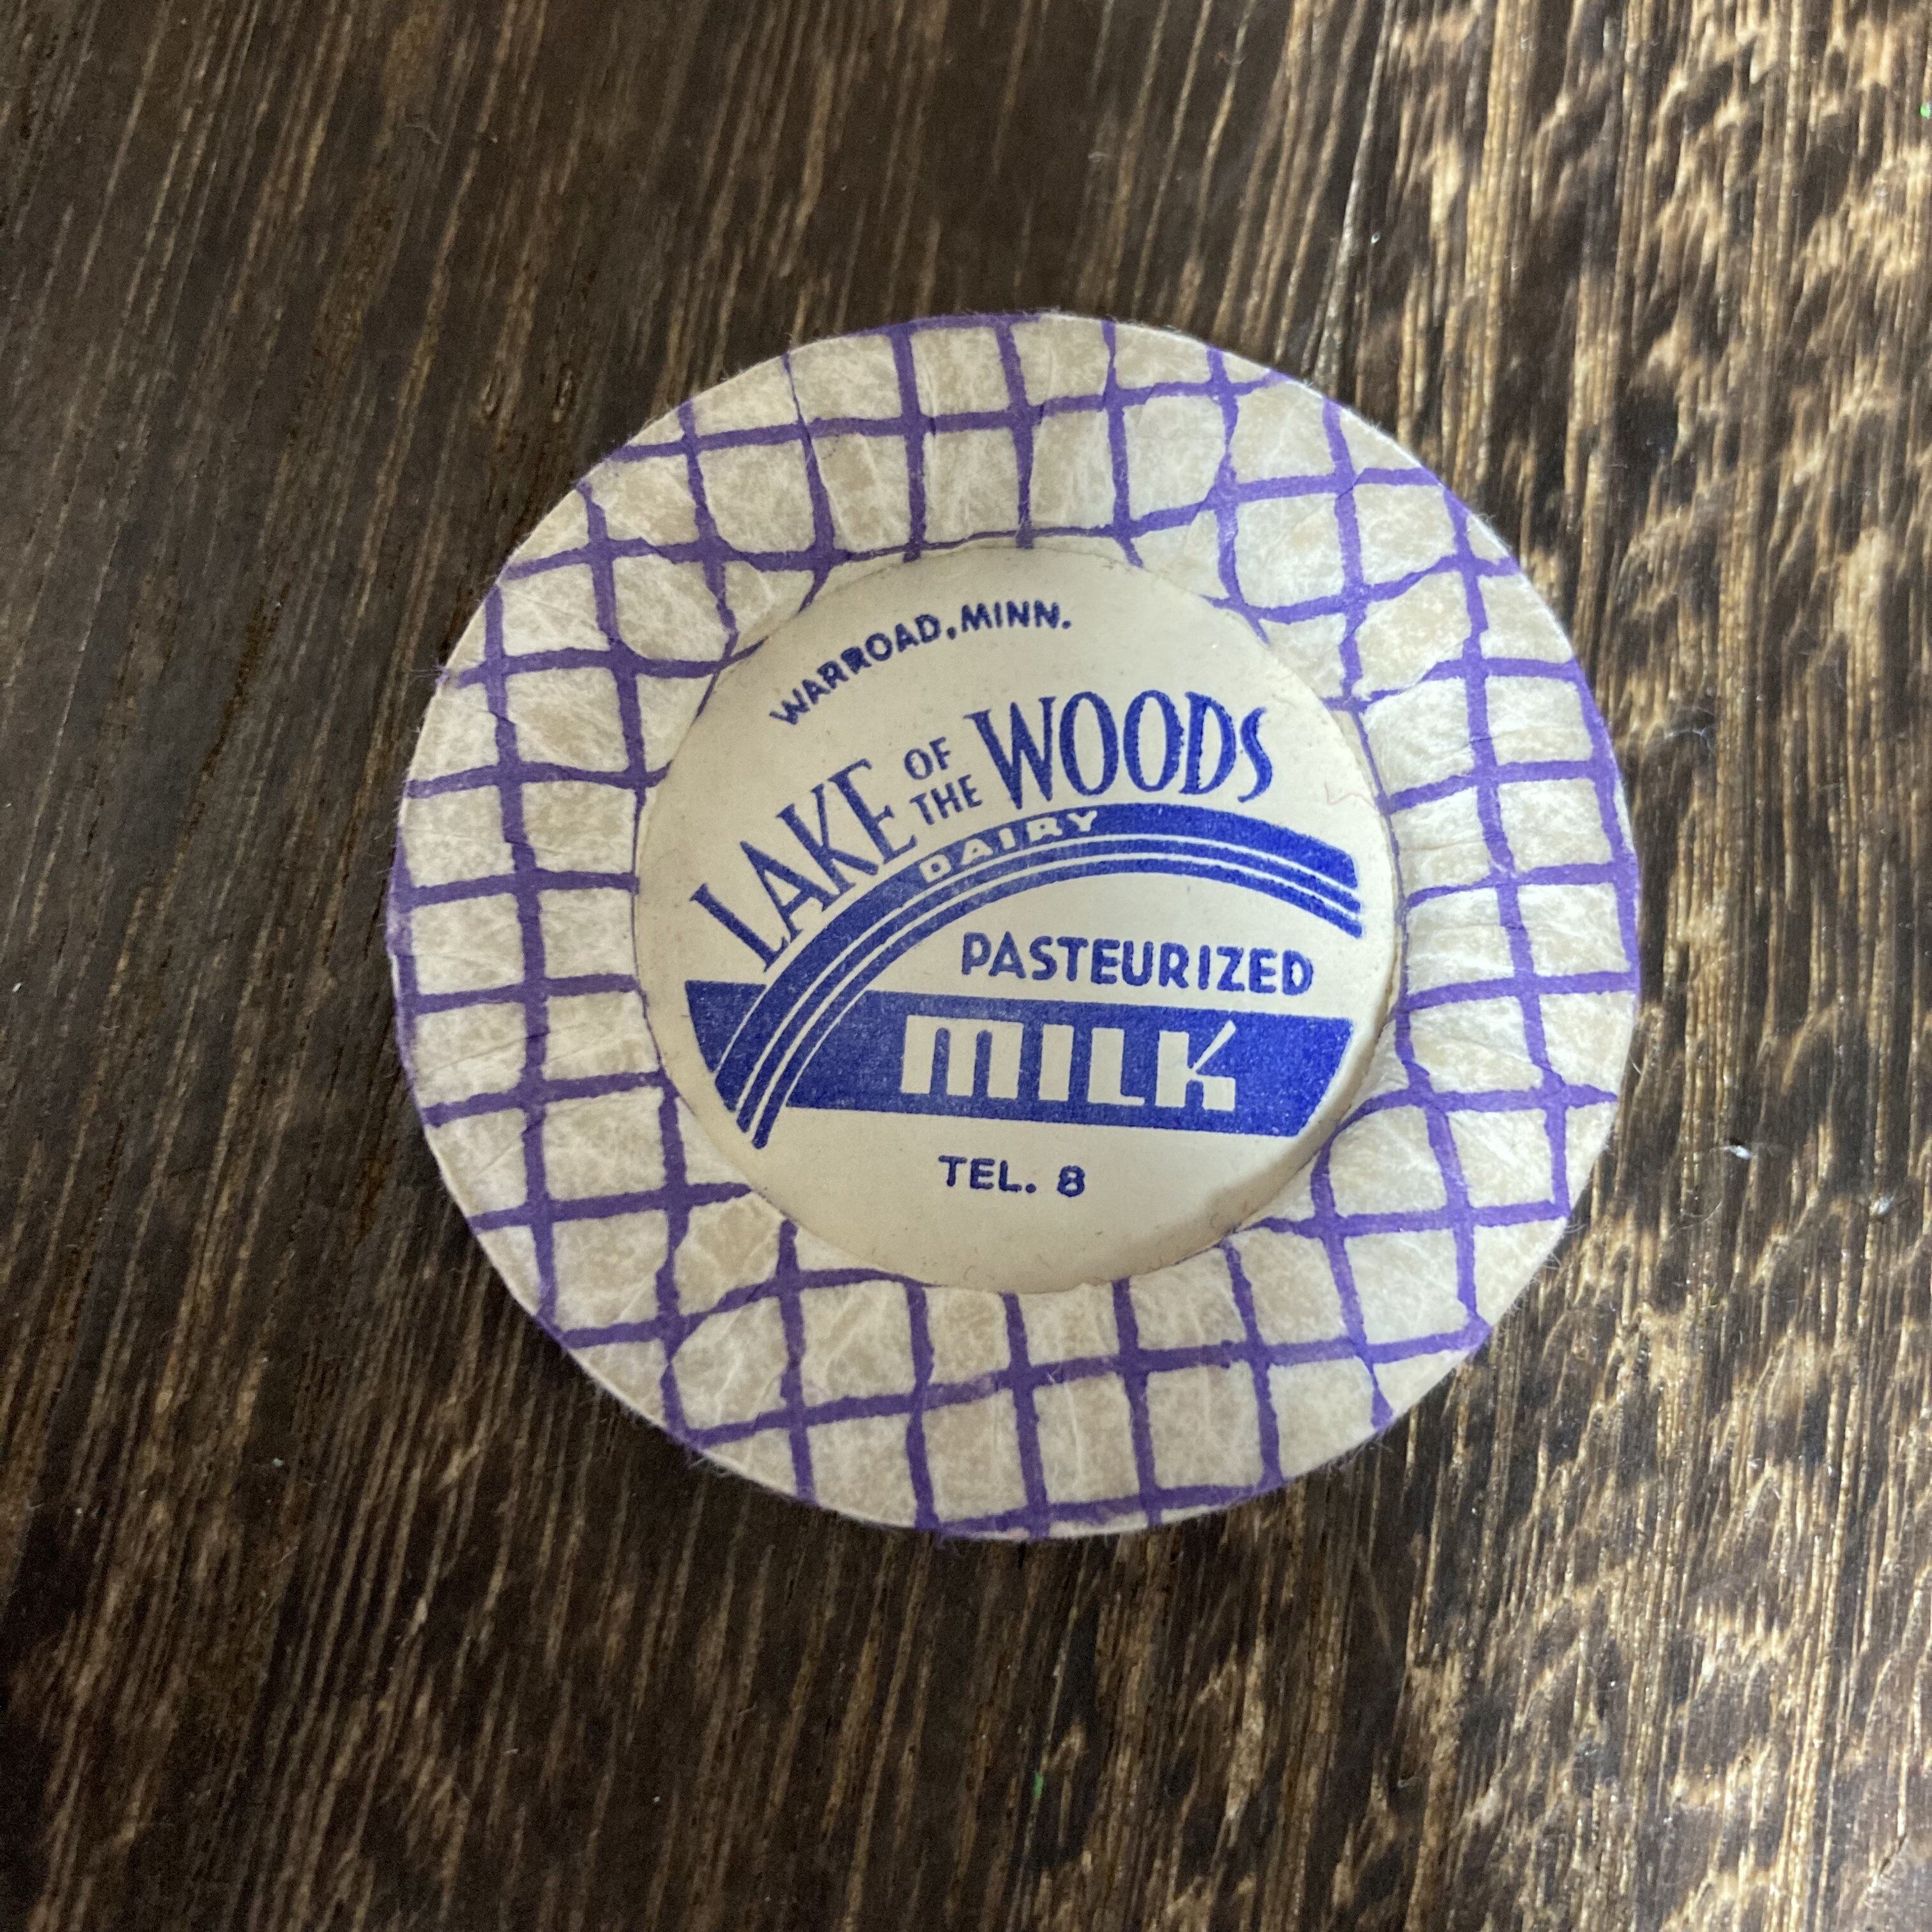 WARROAD, MINN.
LAKE OF THE WOODS
DAIRY
PASTEURIZED
MILK
TEL. 8